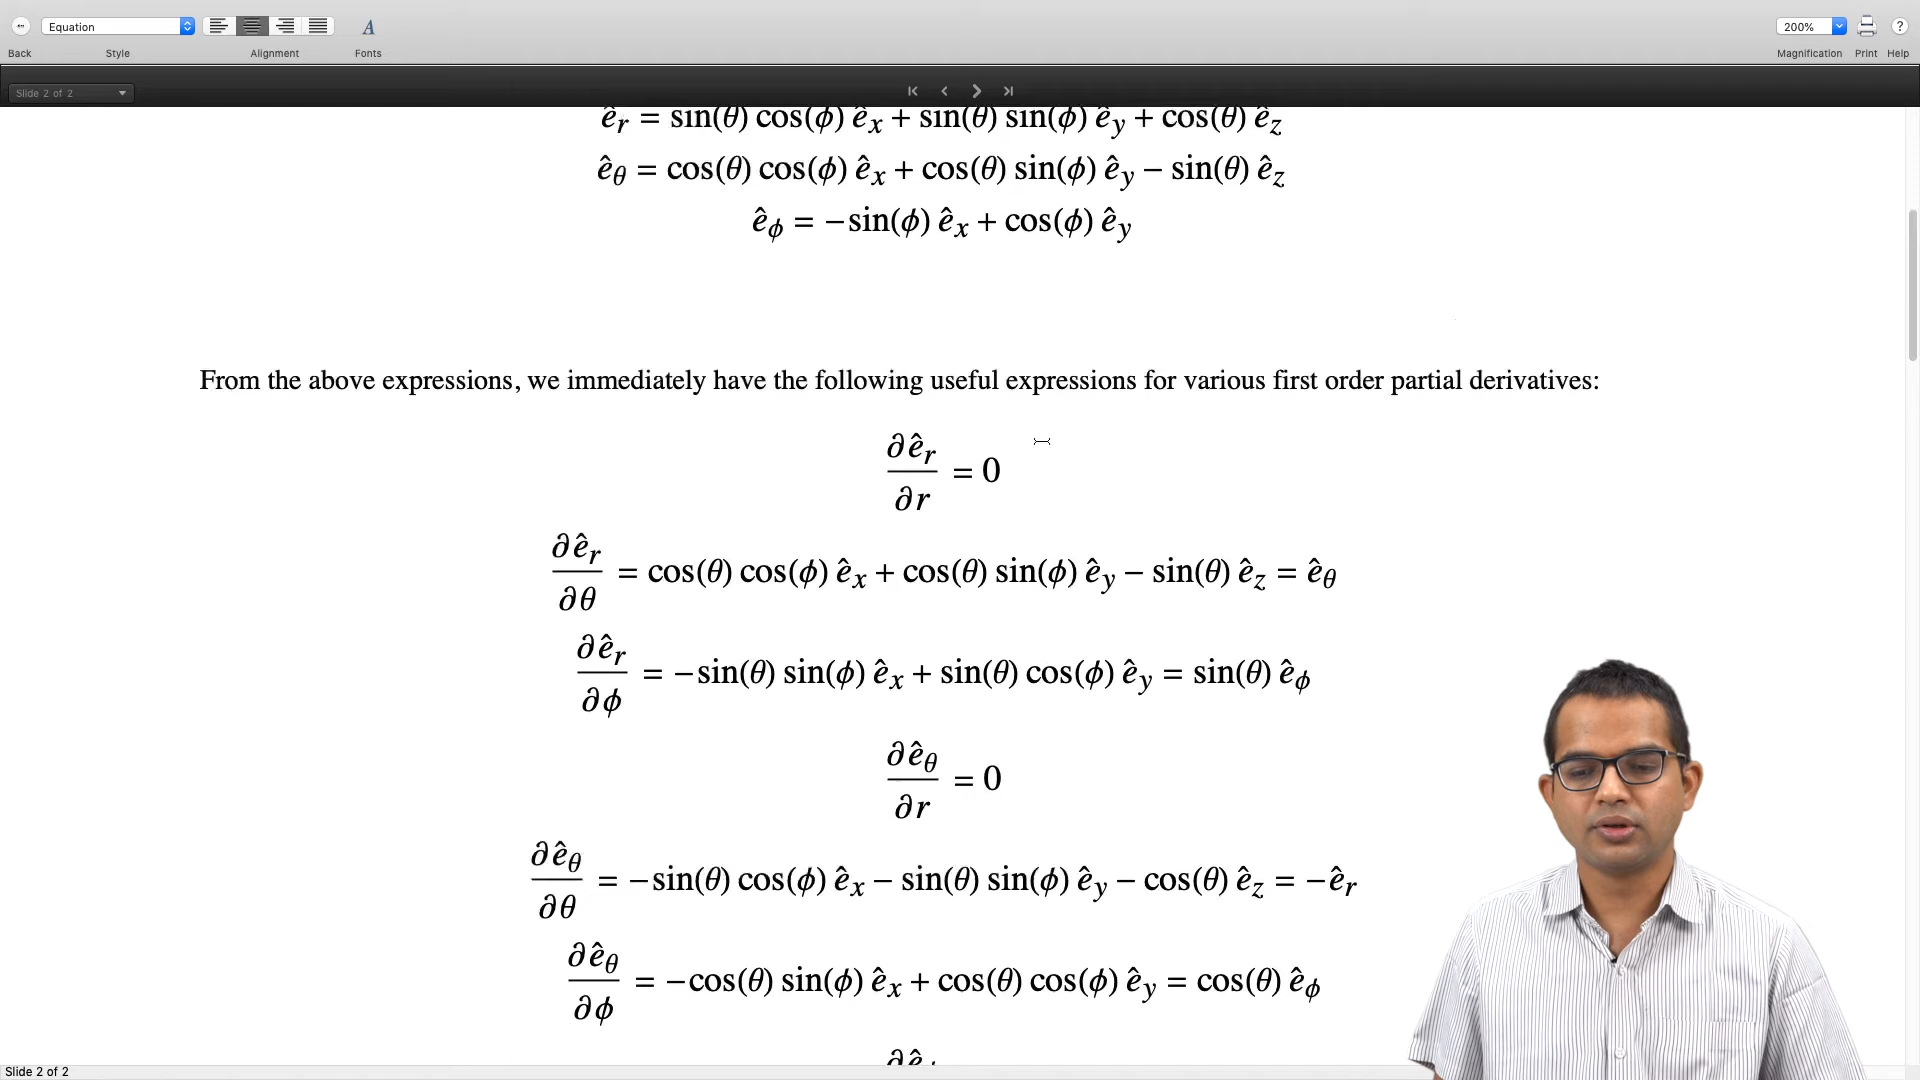 Equation
200%
Back Style Alignment Fonts Magnification Print Help
Slide 2 of 2
ê_r = sin(θ) cos(ϕ) ê_x + sin(θ) sin(ϕ) ê_y + cos(θ) ê_z
ê_θ = cos(θ) cos(ϕ) ê_x + cos(θ) sin(ϕ) ê_y − sin(θ) ê_z
ê_ϕ = −sin(ϕ) ê_x + cos(ϕ) ê_y
From the above expressions, we immediately have the following useful expressions for various first order partial derivatives:
∂ê_r/∂r = 0
∂ê_r/∂θ = cos(θ) cos(ϕ) ê_x + cos(θ) sin(ϕ) ê_y − sin(θ) ê_z = ê_θ
∂ê_r/∂ϕ = −sin(θ) sin(ϕ) ê_x + sin(θ) cos(ϕ) ê_y = sin(θ) ê_ϕ
∂ê_θ/∂r = 0
∂ê_θ/∂θ = −sin(θ) cos(ϕ) ê_x − sin(θ) sin(ϕ) ê_y − cos(θ) ê_z = −ê_r
∂ê_θ/∂ϕ = −cos(θ) sin(ϕ) ê_x + cos(θ) cos(ϕ) ê_y = cos(θ) ê_ϕ
Slide 2 of 2